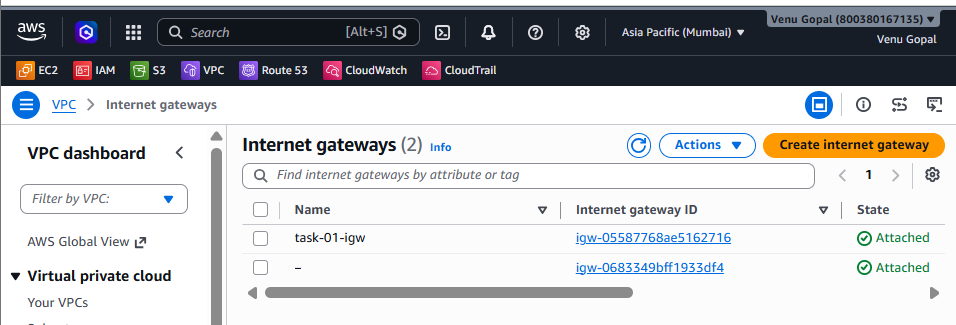 aws
Search [Alt+S]
Asia Pacific (Mumbai)
Venu Gopal (800380167135)
Venu Gopal
EC2 IAM S3 VPC Route 53 CloudWatch CloudTrail
VPC Internet gateways
VPC dashboard
Filter by VPC:
AWS Global View
Virtual private cloud
Your VPCs
Internet gateways (2) Info
Actions
Create internet gateway
Find internet gateways by attribute or tag
1
Name Internet gateway ID State
task-01-igw igw-05587768ae5162716 Attached
– igw-0683349bff1933df4 Attached